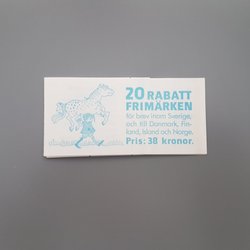 20 RABATT
FRIMÄRKEN
för brev inom Sverige,
och till Danmark, Fin-
land, Island och Norge.
Pris: 38 kronor.